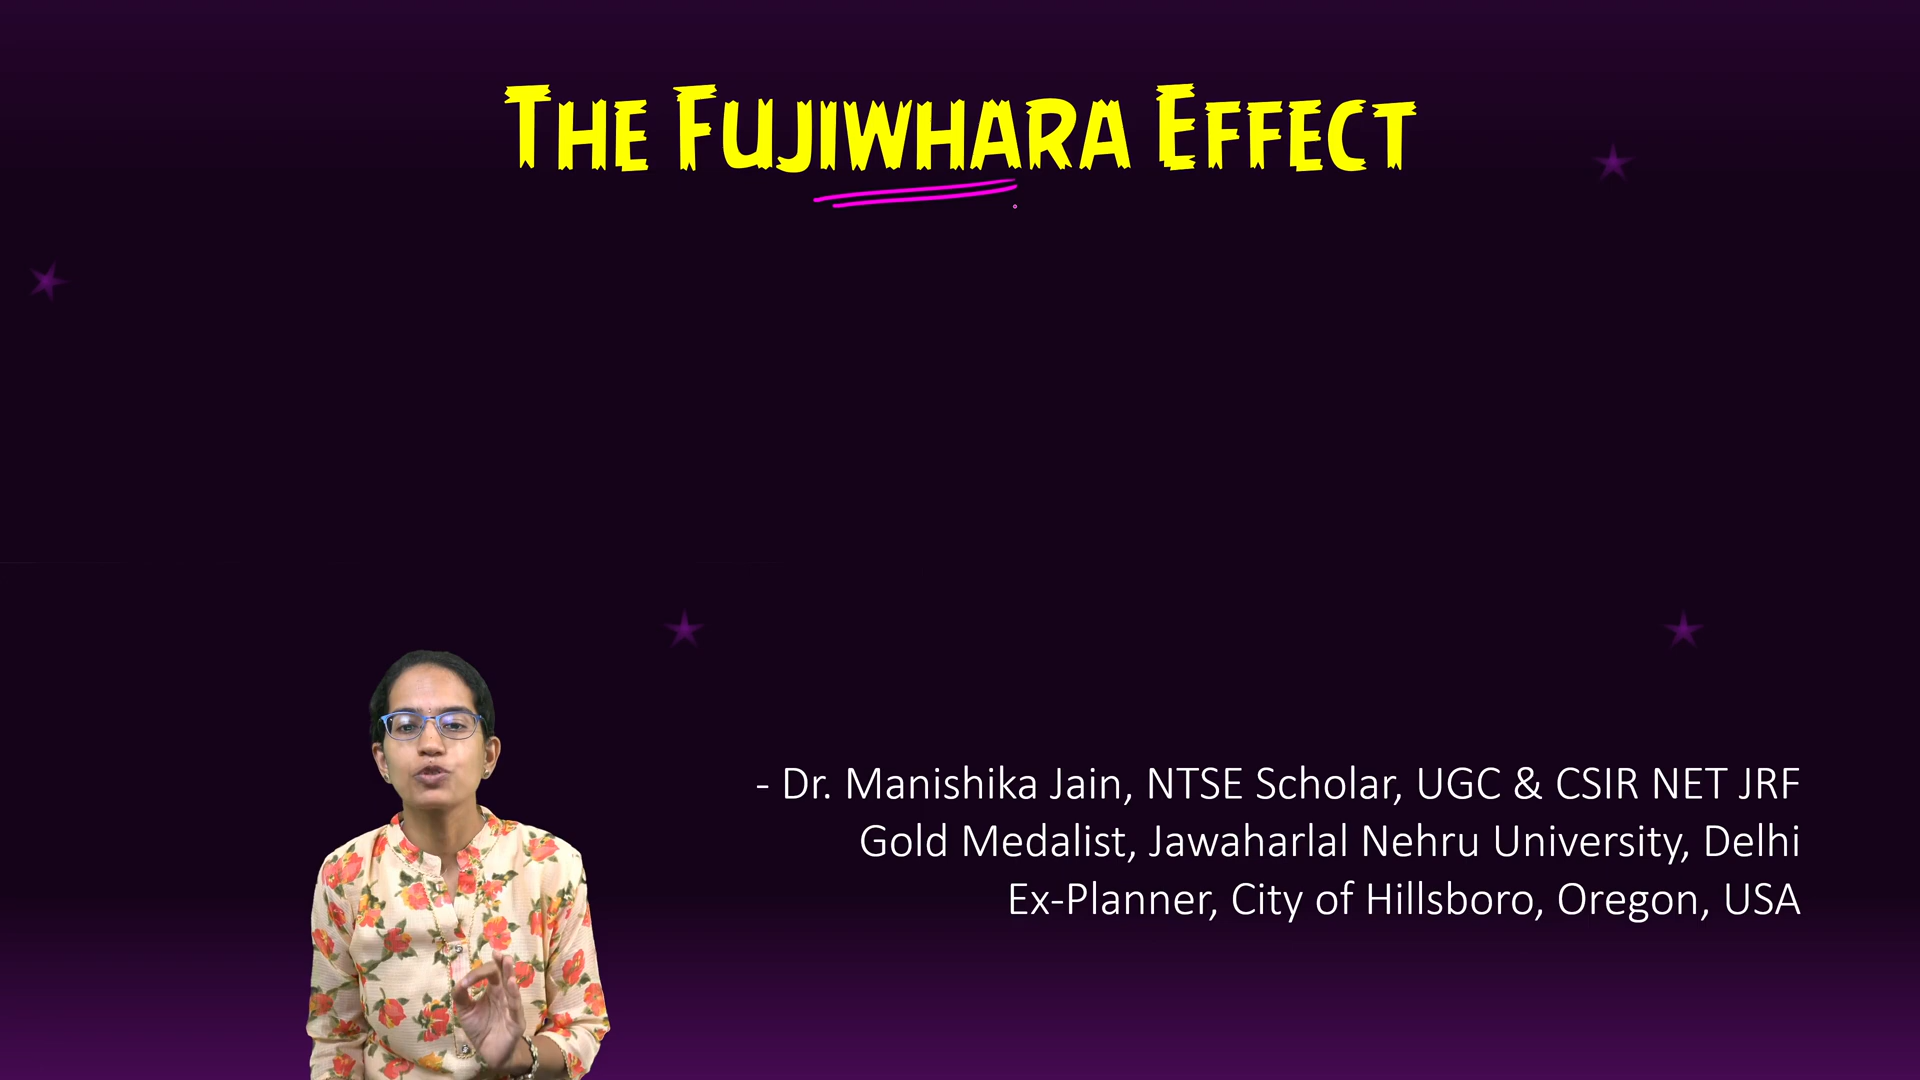 THE FUJIWHARA EFFECT
- Dr. Manishika Jain, NTSE Scholar, UGC & CSIR NET JRF
Gold Medalist, Jawaharlal Nehru University, Delhi
Ex-Planner, City of Hillsboro, Oregon, USA